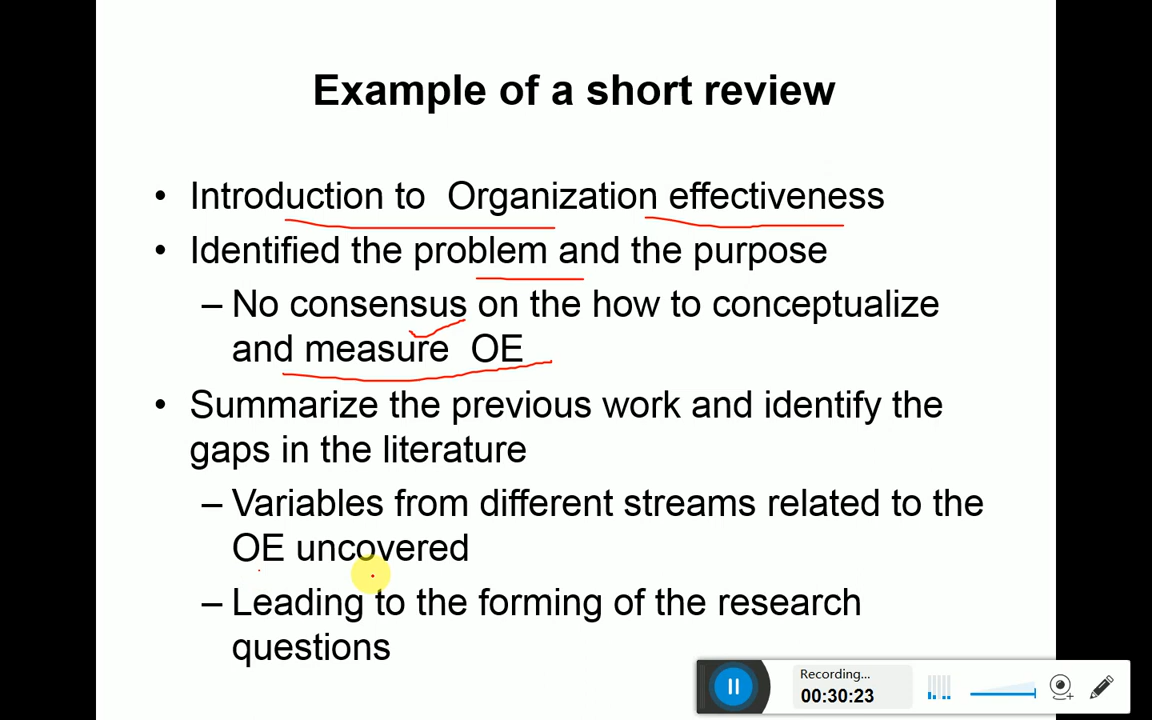 Example of a short review
• Introduction to Organization effectiveness
• Identified the problem and the purpose
– No consensus on the how to conceptualize
and measure OE
• Summarize the previous work and identify the
gaps in the literature
– Variables from different streams related to the
OE uncovered
– Leading to the forming of the research
questions
Recording...
00:30:23